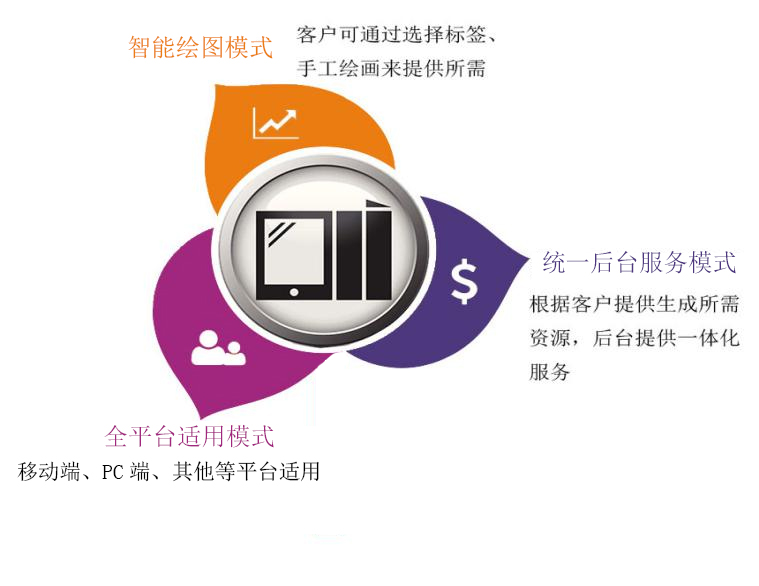 智能绘图模式
客户可通过选择标签、
手工绘画来提供所需
$
统一后台服务模式
根据客户提供生成所需
资源，后台提供一体化
服务
全平台适用模式
移动端、PC 端、其他等平台适用